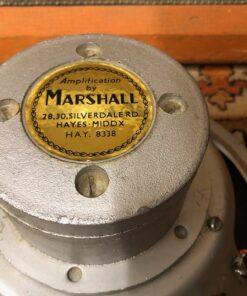 Amplification
by
MARSHALL
28,30,SILVERDALE RD.
HAYES-MIDDX
HAY. 8338